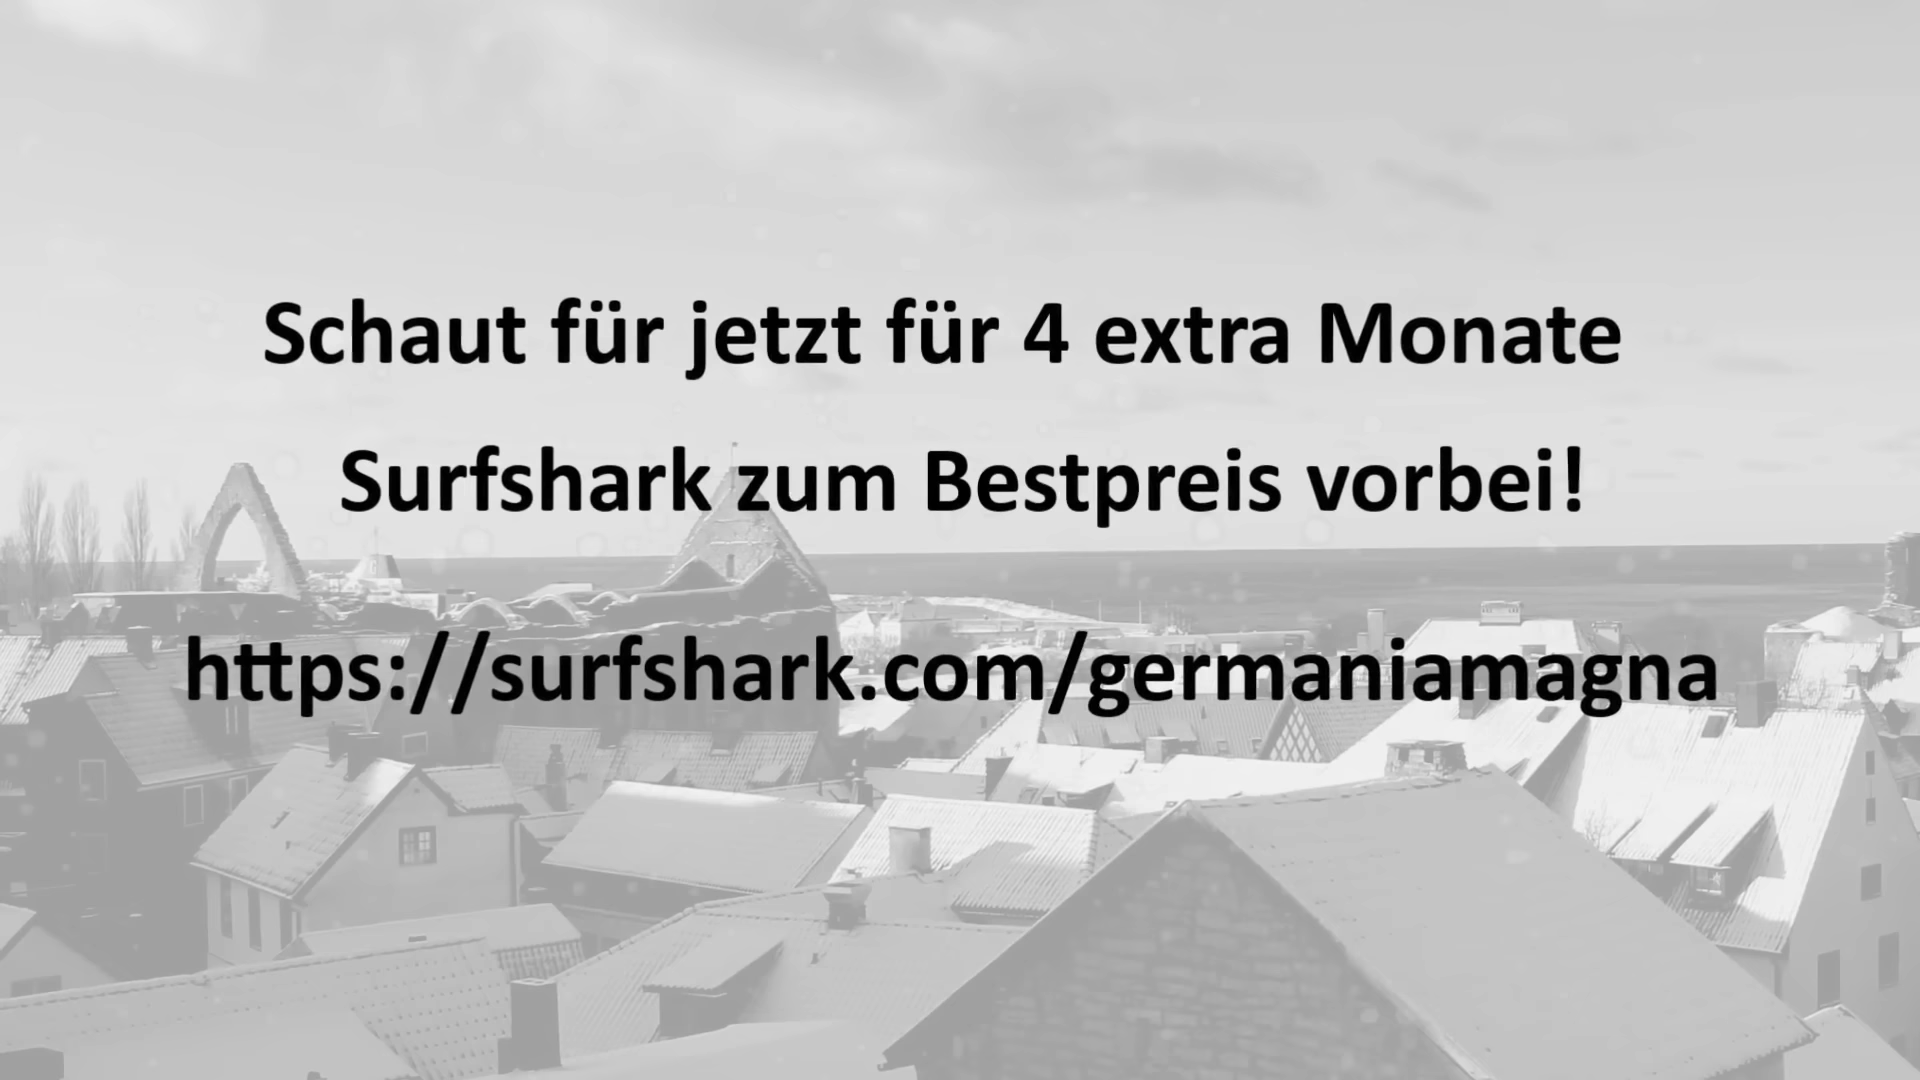 Schaut für jetzt für 4 extra Monate
Surfshark zum Bestpreis vorbei!
https://surfshark.com/germaniamagna